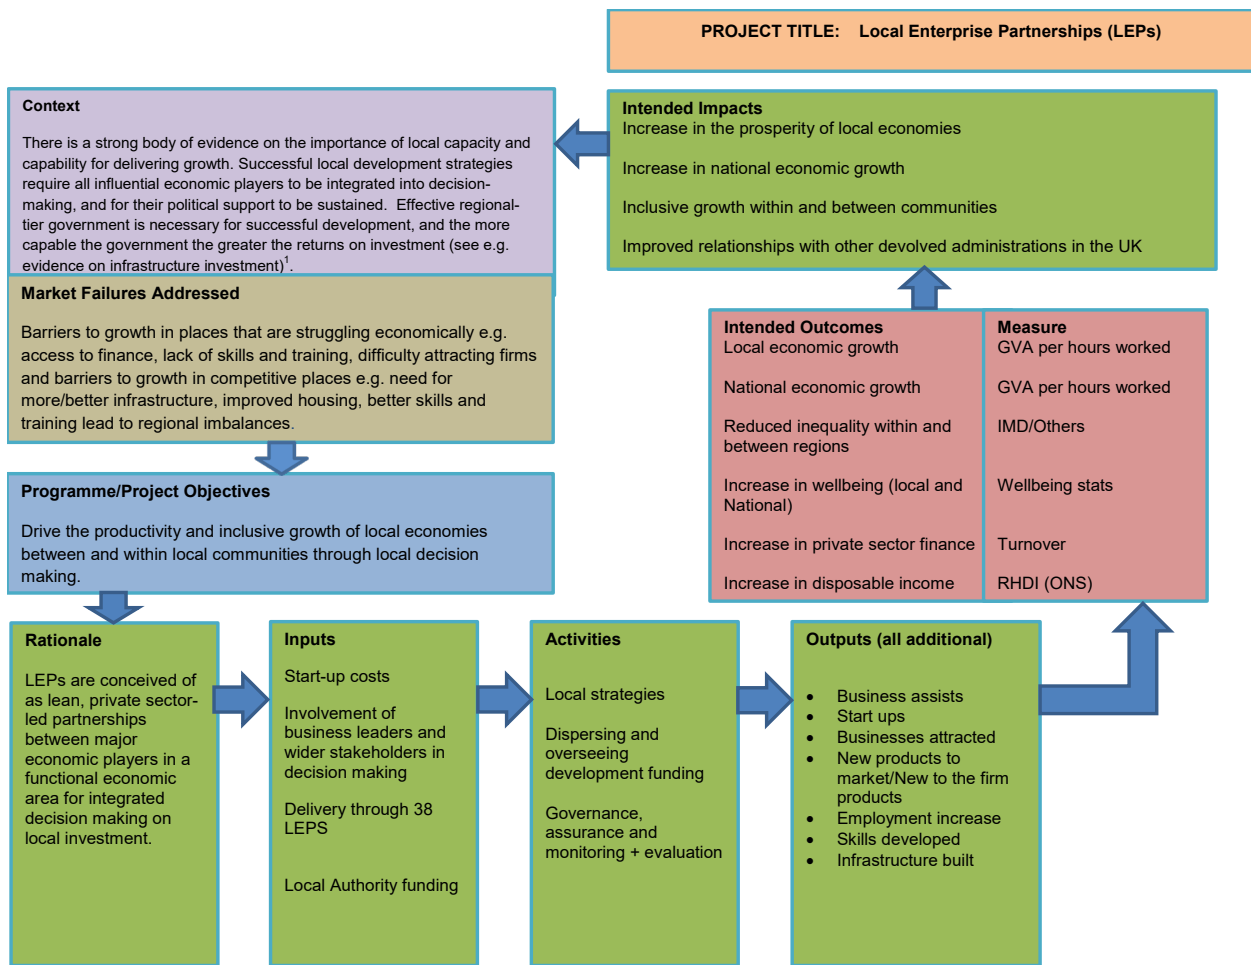 PROJECT TITLE:    Local Enterprise Partnerships (LEPs)
Context
There is a strong body of evidence on the importance of local capacity and
capability for delivering growth. Successful local development strategies
require all influential economic players to be integrated into decision-
making, and for their political support to be sustained.  Effective regional-
tier government is necessary for successful development, and the more
capable the government the greater the returns on investment (see e.g.
evidence on infrastructure investment)¹.
Market Failures Addressed
Barriers to growth in places that are struggling economically e.g.
access to finance, lack of skills and training, difficulty attracting firms
and barriers to growth in competitive places e.g. need for
more/better infrastructure, improved housing, better skills and
training lead to regional imbalances.
Programme/Project Objectives
Drive the productivity and inclusive growth of local economies
between and within local communities through local decision
making.
Rationale
LEPs are conceived of
as lean, private sector-
led partnerships
between major
economic players in a
functional economic
area for integrated
decision making on
local investment.
Inputs
Start-up costs
Involvement of
business leaders and
wider stakeholders in
decision making
Delivery through 38
LEPS
Local Authority funding
Activities
Local strategies
Dispersing and
overseeing
development funding
Governance,
assurance and
monitoring + evaluation
Outputs (all additional)
• Business assists
• Start ups
• Businesses attracted
• New products to
market/New to the firm
products
• Employment increase
• Skills developed
• Infrastructure built
Intended Outcomes
Local economic growth
National economic growth
Reduced inequality within and
between regions
Increase in wellbeing (local and
National)
Increase in private sector finance
Increase in disposable income
Measure
GVA per hours worked
GVA per hours worked
IMD/Others
Wellbeing stats
Turnover
RHDI (ONS)
Intended Impacts
Increase in the prosperity of local economies
Increase in national economic growth
Inclusive growth within and between communities
Improved relationships with other devolved administrations in the UK